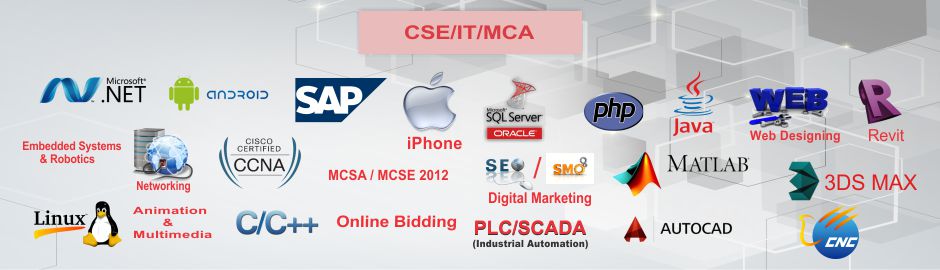 CSE/IT/MCA
Microsoft®
.NET
ANDROID
SAP
iPhone
Microsoft®
SQL Server
ORACLE
php
Java
WEB
Web Designing
R
Revit
Embedded Systems
& Robotics
Networking
CISCO
CERTIFIED
CCNA
MCSA / MCSE 2012
SEO / SMO
Digital Marketing
MATLAB
3DS MAX
Linux
Animation
&
Multimedia
C/C++
Online Bidding
PLC/SCADA
(Industrial Automation)
AUTOCAD
CNC